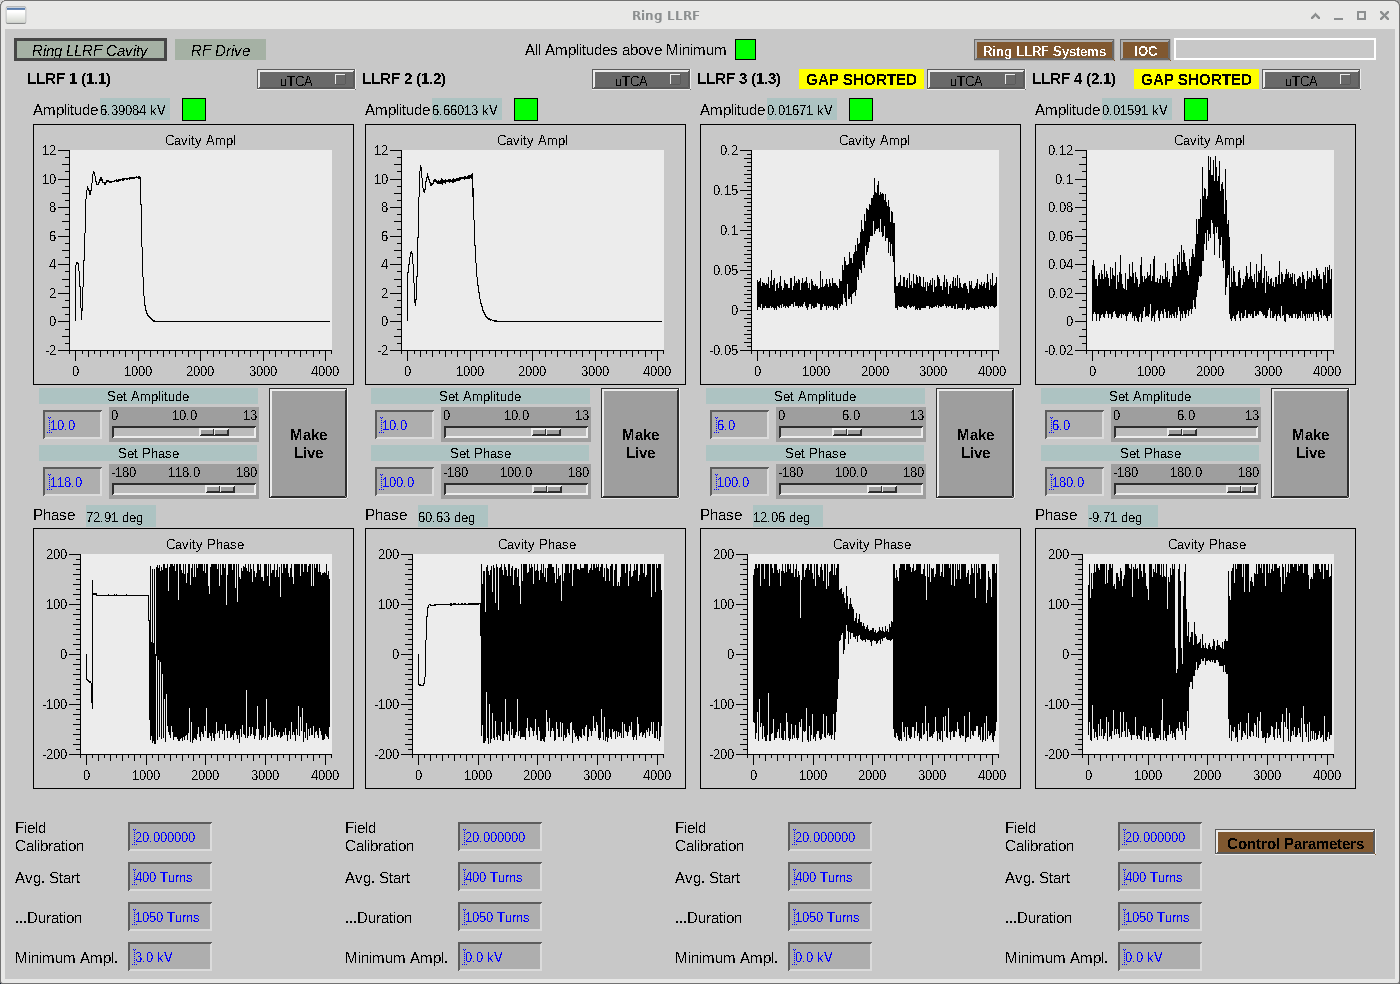 Ring LLRF
Ring LLRF Cavity RF Drive All Amplitudes above Minimum Ring LLRF Systems IOC
LLRF 1 (1.1) uTCA LLRF 2 (1.2) uTCA LLRF 3 (1.3) GAP SHORTED uTCA LLRF 4 (2.1) GAP SHORTED uTCA
Amplitude 6.39084 kV Amplitude 6.66013 kV Amplitude 0.01671 kV Amplitude 0.01591 kV
Cavity Ampl Cavity Ampl Cavity Ampl Cavity Ampl
12 12 0.2 0.12
10 10 0.15 0.1
8 8 0.1 0.08
6 6 0.05 0.06
4 4 0 0.04
2 2 -0.05 0.02
0 0 0
-2 -2 -0.02
0 1000 2000 3000 4000 0 1000 2000 3000 4000 0 1000 2000 3000 4000 0 1000 2000 3000 4000
Set Amplitude Set Amplitude Set Amplitude Set Amplitude
10.0 0 10.0 13 10.0 0 10.0 13 6.0 0 6.0 13 6.0 0 6.0 13
Make Live Make Live Make Live Make Live
Set Phase Set Phase Set Phase Set Phase
118.0 -180 118.0 180 100.0 -180 100.0 180 100.0 -180 100.0 180 180.0 -180 180.0 180
Phase 72.91 deg Phase 60.63 deg Phase 12.06 deg Phase -9.71 deg
Cavity Phase Cavity Phase Cavity Phase Cavity Phase
200 200 200 200
100 100 100 100
0 0 0 0
-100 -100 -100 -100
-200 -200 -200 -200
0 1000 2000 3000 4000 0 1000 2000 3000 4000 0 1000 2000 3000 4000 0 1000 2000 3000 4000
Field Calibration 20.000000 Field Calibration 20.000000 Field Calibration 20.000000 Field Calibration 20.000000 Control Parameters
Avg. Start 400 Turns Avg. Start 400 Turns Avg. Start 400 Turns Avg. Start 400 Turns
...Duration 1050 Turns ...Duration 1050 Turns ...Duration 1050 Turns ...Duration 1050 Turns
Minimum Ampl. 3.0 kV Minimum Ampl. 0.0 kV Minimum Ampl. 0.0 kV Minimum Ampl. 0.0 kV